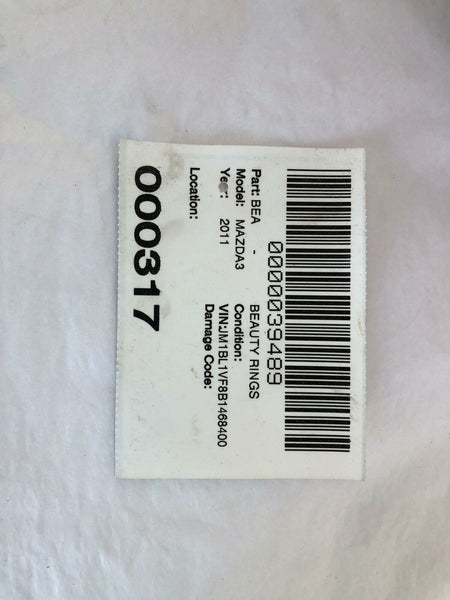 0000039489
Part: BEA - BEAUTY RINGS
Model: MAZDA3 Condition:
Year: 2011 VIN:JM1BL1VF8B1468400
Damage Code:
Location:
000317